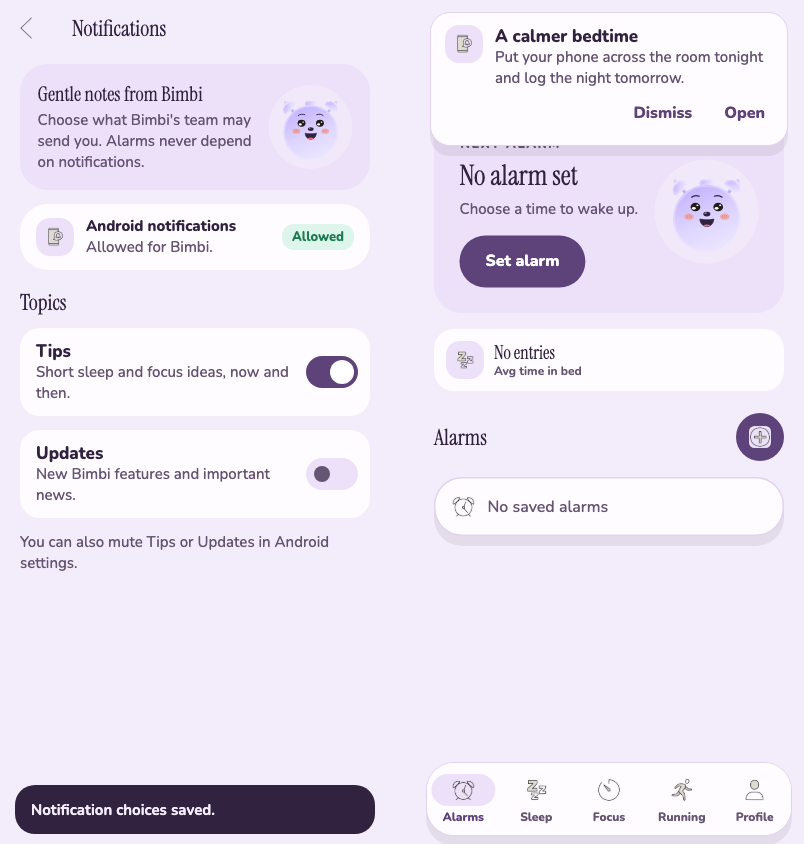 Notifications
Gentle notes from Bimbi
Choose what Bimbi's team may
send you. Alarms never depend
on notifications.
Android notifications
Allowed for Bimbi.
Allowed
Topics
Tips
Short sleep and focus ideas, now and
then.
Updates
New Bimbi features and important
news.
You can also mute Tips or Updates in Android
settings.
Notification choices saved.
A calmer bedtime
Put your phone across the room tonight
and log the night tomorrow.
Dismiss
Open
No alarm set
Choose a time to wake up.
Set alarm
No entries
Avg time in bed
Alarms
No saved alarms
Alarms
Sleep
Focus
Running
Profile